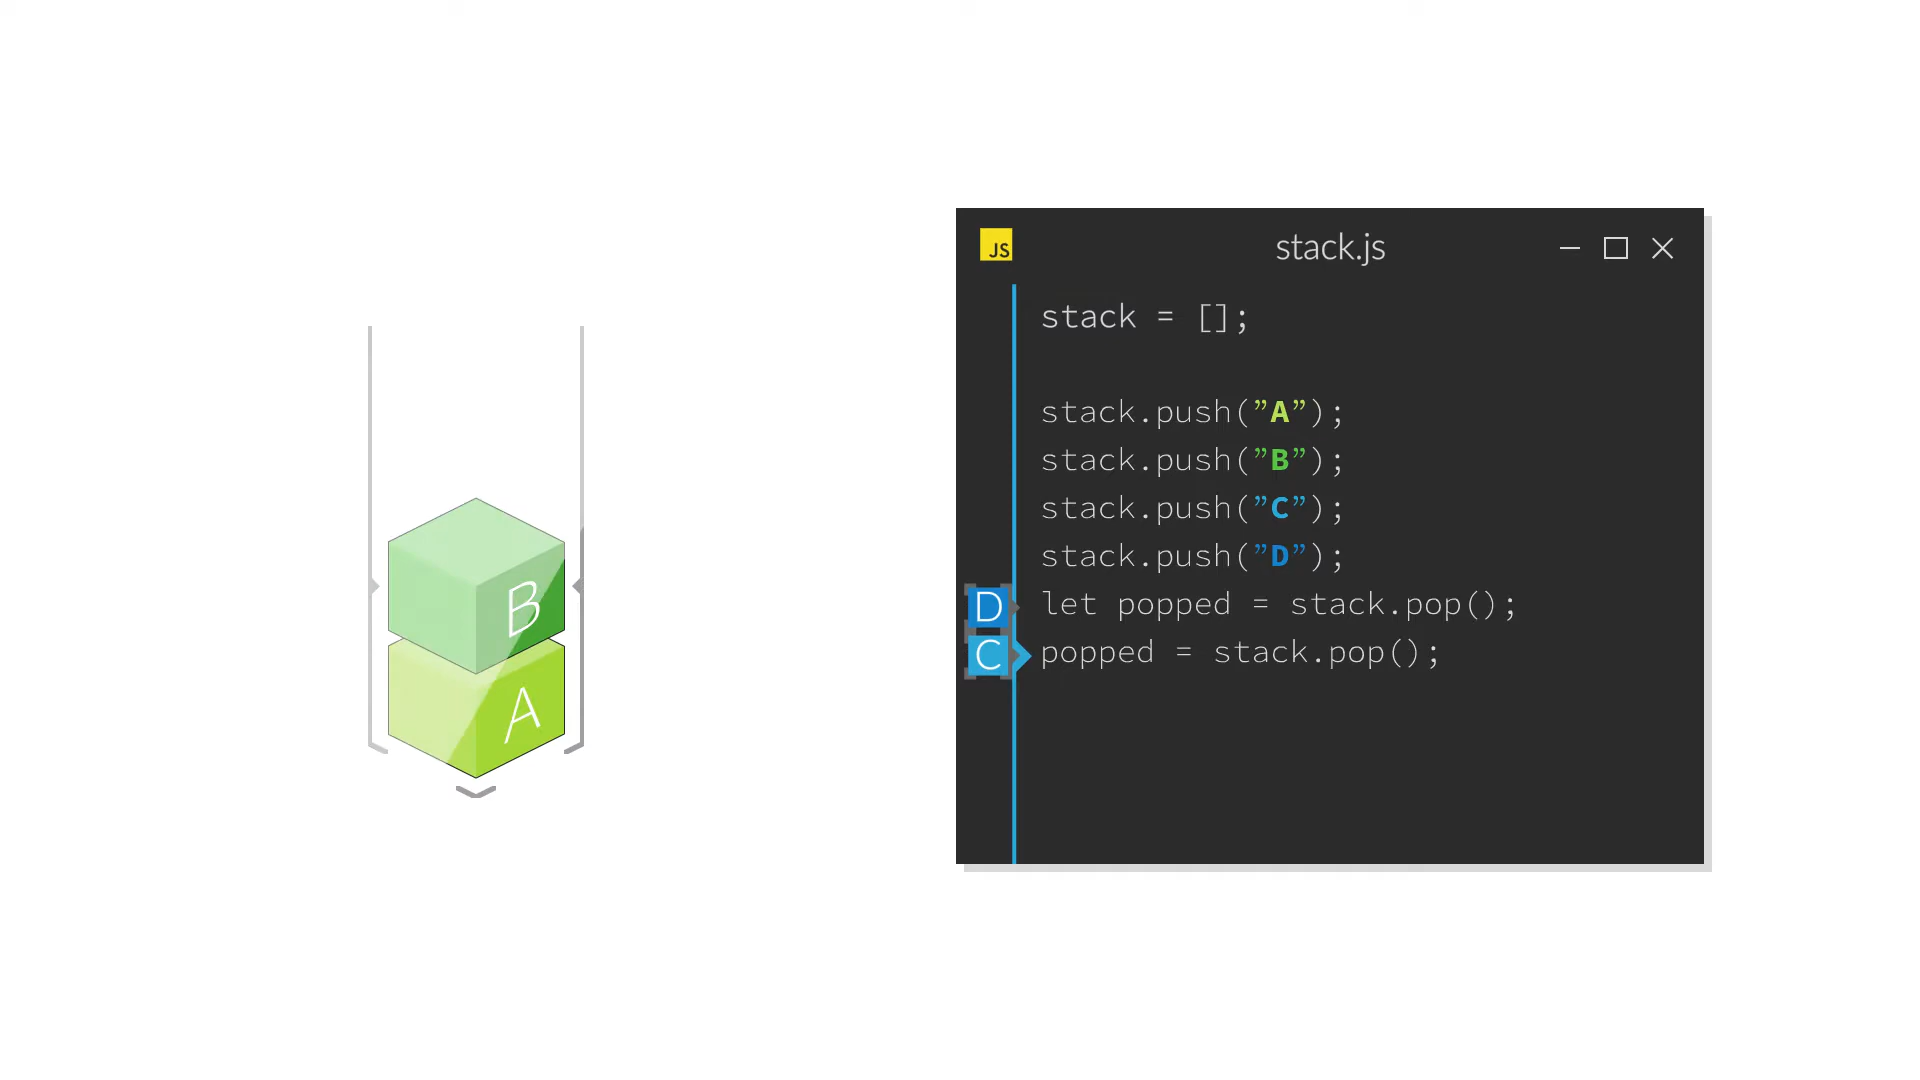 B
A
JS
stack.js
stack = [];
stack.push(”A”);
stack.push(”B”);
stack.push(”C”);
stack.push(”D”);
D let popped = stack.pop();
C popped = stack.pop();